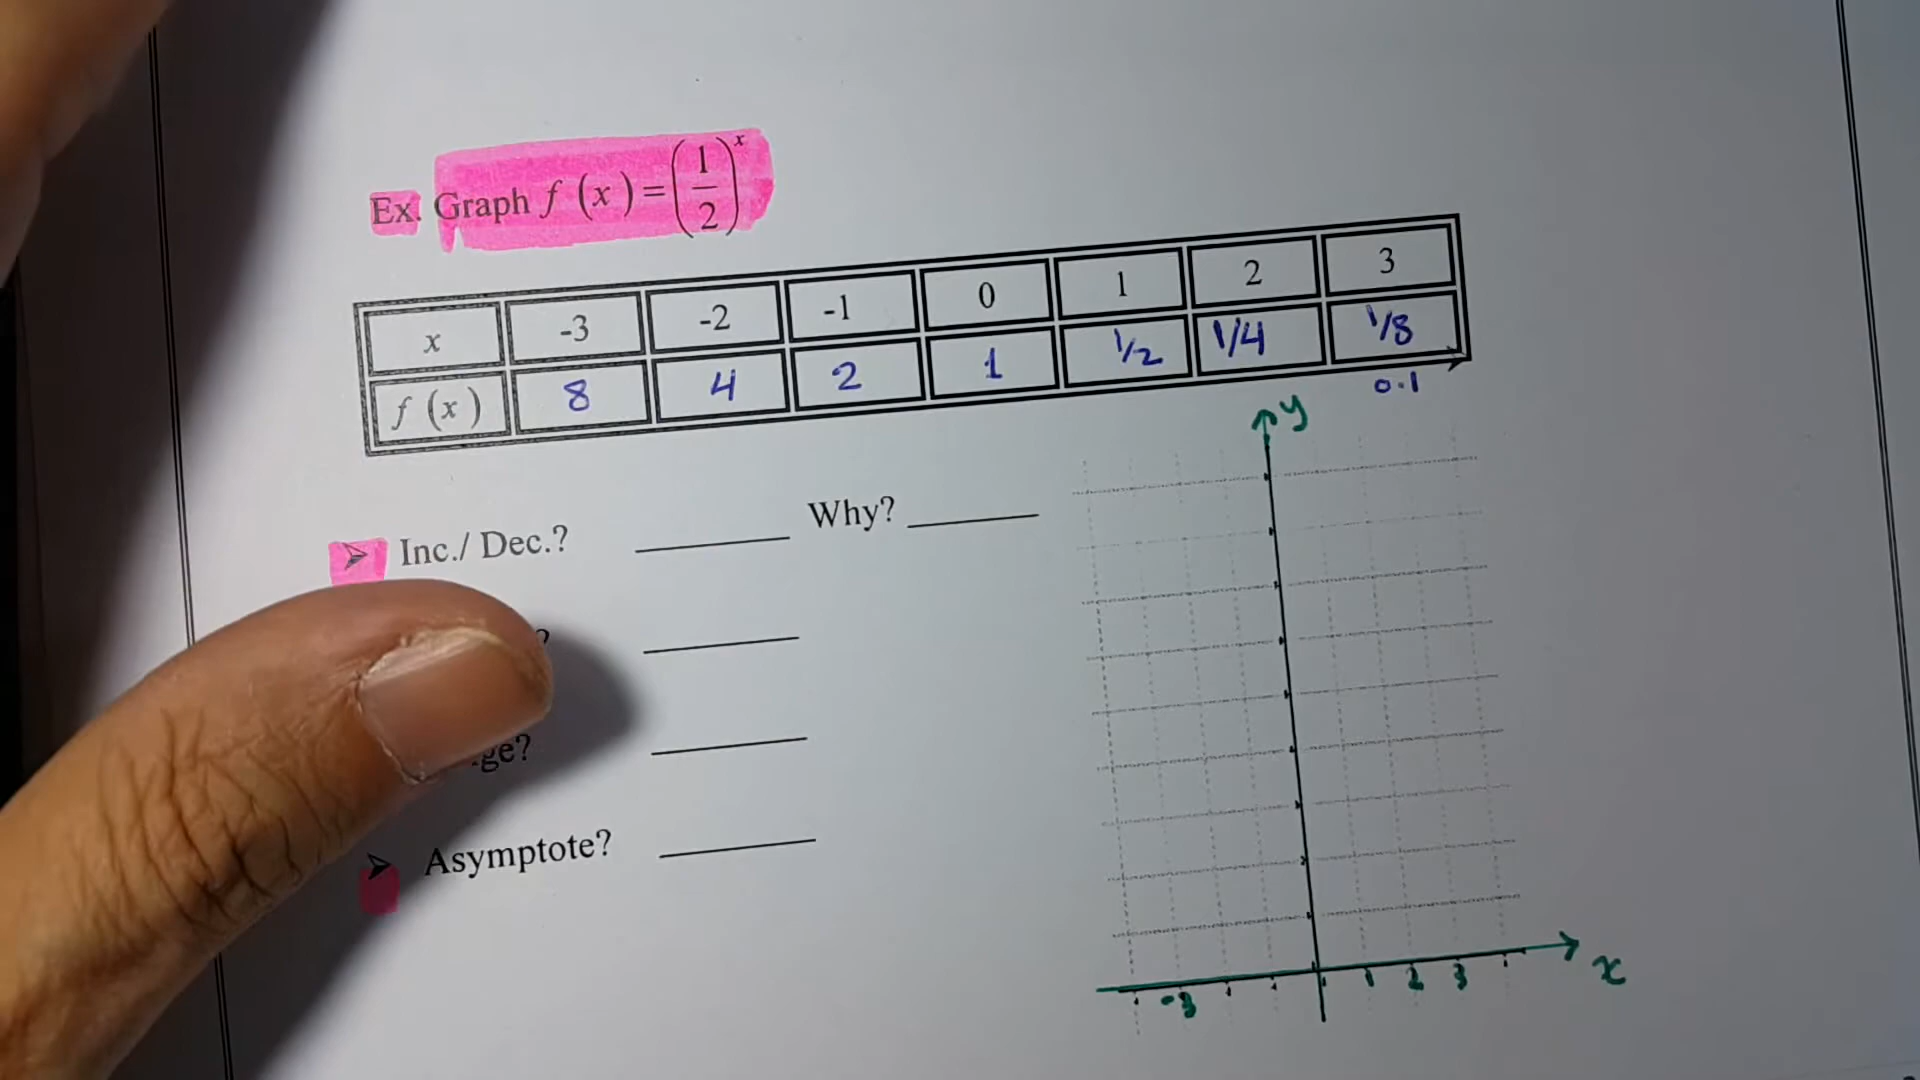 Ex. Graph f (x) = (1/2)^x
x -3 -2 -1 0 1 2 3
f (x) 8 4 2 1 1/2 1/4 1/8
0.1
y
Inc./ Dec.? Why?
?
Asymptote?
-3 1 2 3 x